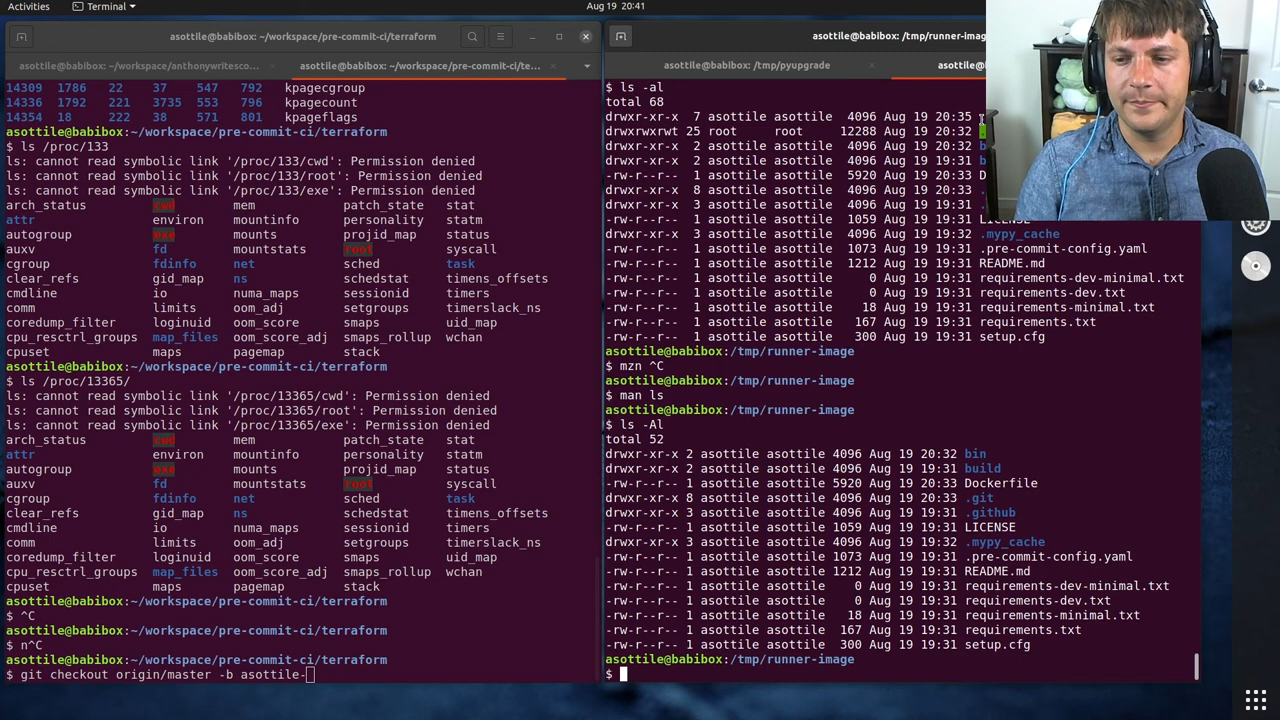 Activities
Terminal
Aug 19 20:41
asottile@babibox: ~/workspace/pre-commit-ci/terraform
asottile@babibox: ~/workspace/anthonywritesco...
asottile@babibox: ~/workspace/pre-commit-ci/te...
14309 1786 22 37 547 792 kpagecgroup
14336 1792 221 3735 553 796 kpagecount
14354 18 222 38 571 801 kpageflags
asottile@babibox:~/workspace/pre-commit-ci/terraform
$ ls /proc/133
ls: cannot read symbolic link '/proc/133/cwd': Permission denied
ls: cannot read symbolic link '/proc/133/root': Permission denied
ls: cannot read symbolic link '/proc/133/exe': Permission denied
arch_status cwd mem patch_state stat
attr environ mountinfo personality statm
autogroup exe mounts projid_map status
auxv fd mountstats root syscall
cgroup fdinfo net sched task
clear_refs gid_map ns schedstat timens_offsets
cmdline io numa_maps sessionid timers
comm limits oom_adj setgroups timerslack_ns
coredump_filter loginuid oom_score smaps uid_map
cpu_resctrl_groups map_files oom_score_adj smaps_rollup wchan
cpuset maps pagemap stack
asottile@babibox:~/workspace/pre-commit-ci/terraform
$ ls /proc/13365/
ls: cannot read symbolic link '/proc/13365/cwd': Permission denied
ls: cannot read symbolic link '/proc/13365/root': Permission denied
ls: cannot read symbolic link '/proc/13365/exe': Permission denied
arch_status cwd mem patch_state stat
attr environ mountinfo personality statm
autogroup exe mounts projid_map status
auxv fd mountstats root syscall
cgroup fdinfo net sched task
clear_refs gid_map ns schedstat timens_offsets
cmdline io numa_maps sessionid timers
comm limits oom_adj setgroups timerslack_ns
coredump_filter loginuid oom_score smaps uid_map
cpu_resctrl_groups map_files oom_score_adj smaps_rollup wchan
cpuset maps pagemap stack
asottile@babibox:~/workspace/pre-commit-ci/terraform
$ ^C
asottile@babibox:~/workspace/pre-commit-ci/terraform
$ n^C
asottile@babibox:~/workspace/pre-commit-ci/terraform
$ git checkout origin/master -b asottile-
asottile@babibox: /tmp/runner-imag
asottile@babibox: /tmp/pyupgrade
asottile@bab
$ ls -al
total 68
drwxr-xr-x 7 asottile asottile 4096 Aug 19 20:35
drwxrwxrwt 25 root root 12288 Aug 19 20:32
drwxr-xr-x 2 asottile asottile 4096 Aug 19 20:32 b
drwxr-xr-x 2 asottile asottile 4096 Aug 19 19:31 b
-rw-r--r-- 1 asottile asottile 5920 Aug 19 20:33 D
drwxr-xr-x 8 asottile asottile 4096 Aug 19 20:33 .
drwxr-xr-x 3 asottile asottile 4096 Aug 19 19:31 .
-rw-r--r-- 1 asottile asottile 1059 Aug 19 19:31 LICENSE
drwxr-xr-x 3 asottile asottile 4096 Aug 19 19:32 .mypy_cache
-rw-r--r-- 1 asottile asottile 1073 Aug 19 19:31 .pre-commit-config.yaml
-rw-r--r-- 1 asottile asottile 1212 Aug 19 19:31 README.md
-rw-r--r-- 1 asottile asottile 0 Aug 19 19:31 requirements-dev-minimal.txt
-rw-r--r-- 1 asottile asottile 0 Aug 19 19:31 requirements-dev.txt
-rw-r--r-- 1 asottile asottile 18 Aug 19 19:31 requirements-minimal.txt
-rw-r--r-- 1 asottile asottile 167 Aug 19 19:31 requirements.txt
-rw-r--r-- 1 asottile asottile 300 Aug 19 19:31 setup.cfg
asottile@babibox:/tmp/runner-image
$ mzn ^C
asottile@babibox:/tmp/runner-image
$ man ls
asottile@babibox:/tmp/runner-image
$ ls -Al
total 52
drwxr-xr-x 2 asottile asottile 4096 Aug 19 20:32 bin
drwxr-xr-x 2 asottile asottile 4096 Aug 19 19:31 build
-rw-r--r-- 1 asottile asottile 5920 Aug 19 20:33 Dockerfile
drwxr-xr-x 8 asottile asottile 4096 Aug 19 20:33 .git
drwxr-xr-x 3 asottile asottile 4096 Aug 19 19:31 .github
-rw-r--r-- 1 asottile asottile 1059 Aug 19 19:31 LICENSE
drwxr-xr-x 3 asottile asottile 4096 Aug 19 19:32 .mypy_cache
-rw-r--r-- 1 asottile asottile 1073 Aug 19 19:31 .pre-commit-config.yaml
-rw-r--r-- 1 asottile asottile 1212 Aug 19 19:31 README.md
-rw-r--r-- 1 asottile asottile 0 Aug 19 19:31 requirements-dev-minimal.txt
-rw-r--r-- 1 asottile asottile 0 Aug 19 19:31 requirements-dev.txt
-rw-r--r-- 1 asottile asottile 18 Aug 19 19:31 requirements-minimal.txt
-rw-r--r-- 1 asottile asottile 167 Aug 19 19:31 requirements.txt
-rw-r--r-- 1 asottile asottile 300 Aug 19 19:31 setup.cfg
asottile@babibox:/tmp/runner-image
$